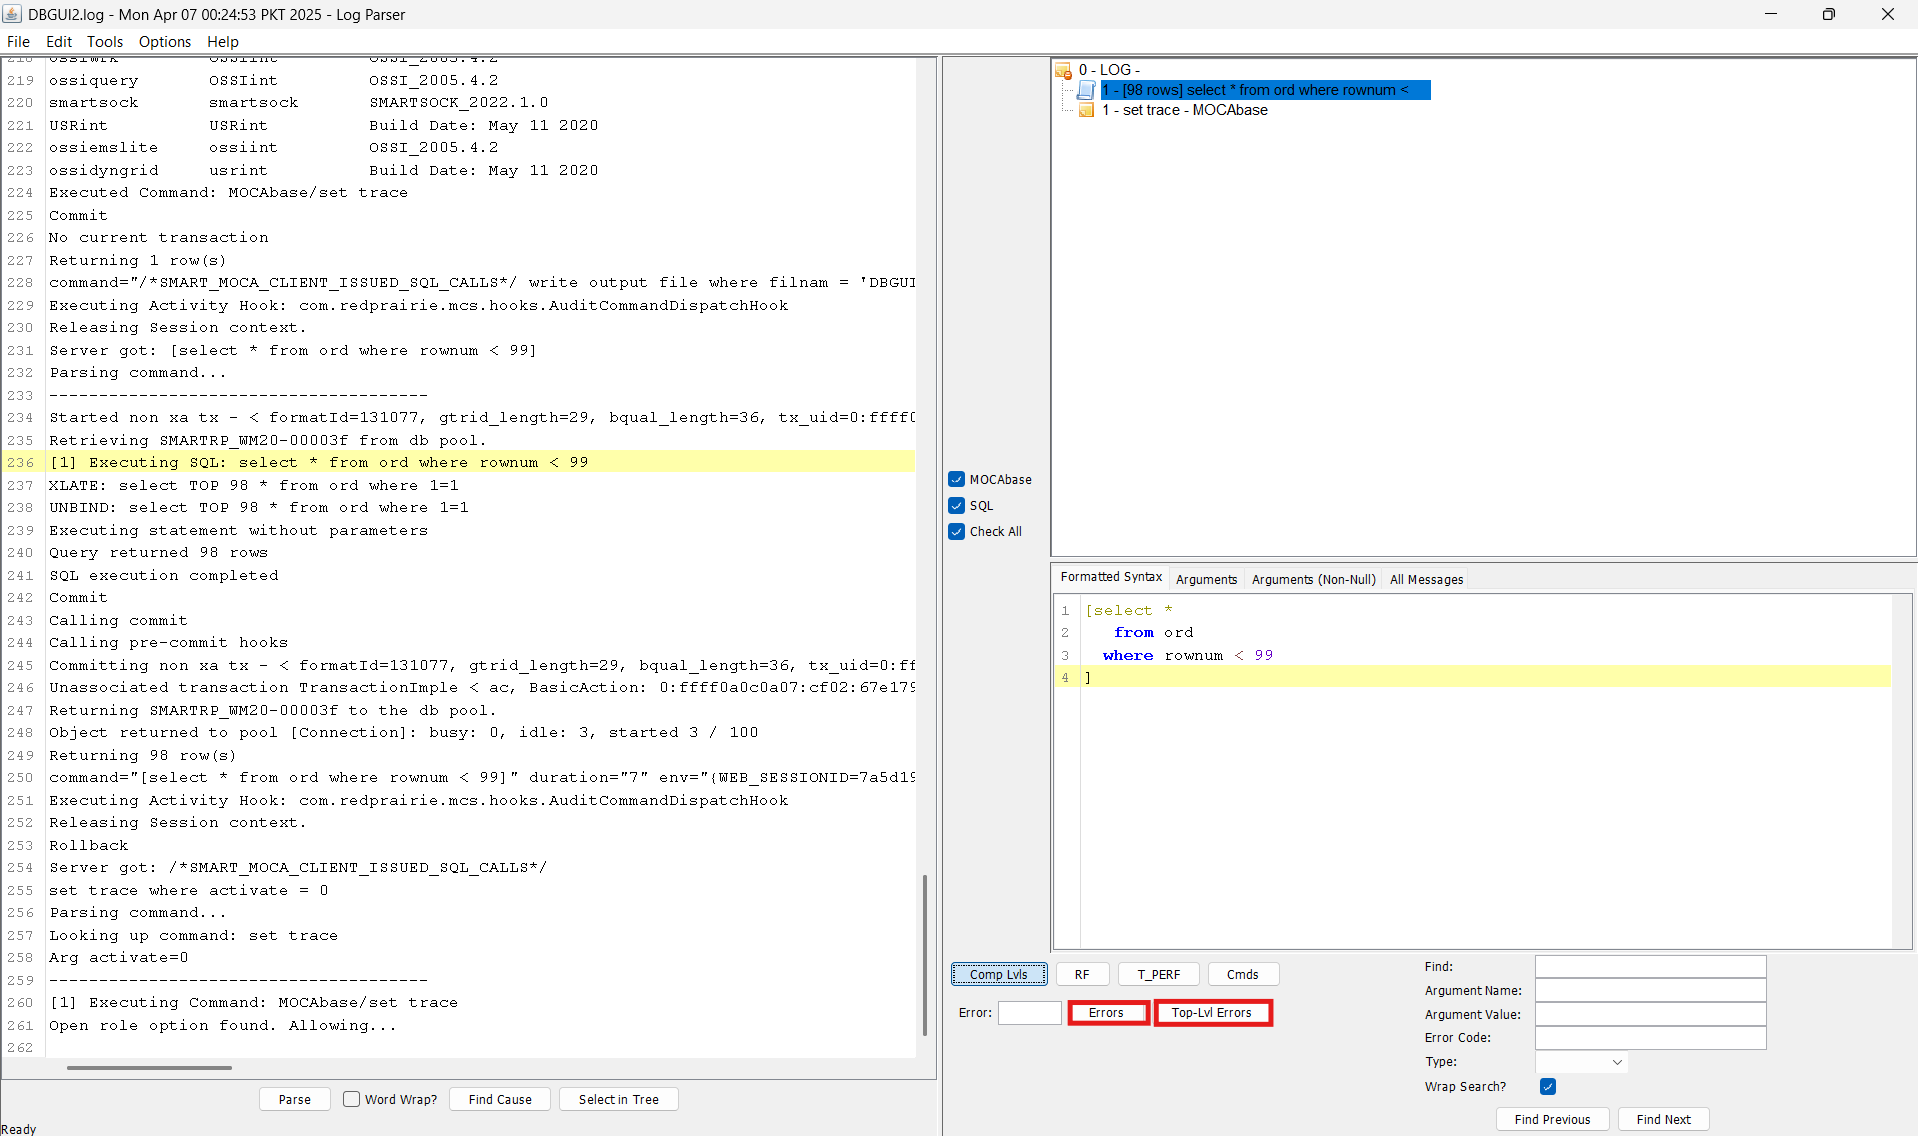 DBGUI2.log - Mon Apr 07 00:24:53 PKT 2025 - Log Parser
File Edit Tools Options Help
219 ossiquery OSSIint OSSI_2005.4.2
220 smartsock smartsock SMARTSOCK_2022.1.0
221 USRint USRint Build Date: May 11 2020
222 ossiemslite ossiint OSSI_2005.4.2
223 ossidyngrid usrint Build Date: May 11 2020
224 Executed Command: MOCAbase/set trace
225 Commit
226 No current transaction
227 Returning 1 row(s)
228 command="/*SMART_MOCA_CLIENT_ISSUED_SQL_CALLS*/ write output file where filnam = 'DBGUI
229 Executing Activity Hook: com.redprairie.mcs.hooks.AuditCommandDispatchHook
230 Releasing Session context.
231 Server got: [select * from ord where rownum < 99]
232 Parsing command...
233 --------------------------------------
234 Started non xa tx - < formatId=131077, gtrid_length=29, bqual_length=36, tx_uid=0:ffff0
235 Retrieving SMARTRP_WM20-00003f from db pool.
236 [1] Executing SQL: select * from ord where rownum < 99
237 XLATE: select TOP 98 * from ord where 1=1
238 UNBIND: select TOP 98 * from ord where 1=1
239 Executing statement without parameters
240 Query returned 98 rows
241 SQL execution completed
242 Commit
243 Calling commit
244 Calling pre-commit hooks
245 Committing non xa tx - < formatId=131077, gtrid_length=29, bqual_length=36, tx_uid=0:ff
246 Unassociated transaction TransactionImple < ac, BasicAction: 0:ffff0a0c0a07:cf02:67e179
247 Returning SMARTRP_WM20-00003f to the db pool.
248 Object returned to pool [Connection]: busy: 0, idle: 3, started 3 / 100
249 Returning 98 row(s)
250 command="[select * from ord where rownum < 99]" duration="7" env="{WEB_SESSIONID=7a5d19
251 Executing Activity Hook: com.redprairie.mcs.hooks.AuditCommandDispatchHook
252 Releasing Session context.
253 Rollback
254 Server got: /*SMART_MOCA_CLIENT_ISSUED_SQL_CALLS*/
255 set trace where activate = 0
256 Parsing command...
257 Looking up command: set trace
258 Arg activate=0
259 --------------------------------------
260 [1] Executing Command: MOCAbase/set trace
261 Open role option found. Allowing...
262
Parse Word Wrap? Find Cause Select in Tree
Ready
MOCAbase
SQL
Check All
0 - LOG -
1 - [98 rows] select * from ord where rownum <
1 - set trace - MOCAbase
Formatted Syntax Arguments Arguments (Non-Null) All Messages
1 [select *
2 from ord
3 where rownum < 99
4 ]
Comp Lvls RF T_PERF Cmds
Error: Errors Top-Lvl Errors
Find:
Argument Name:
Argument Value:
Error Code:
Type:
Wrap Search?
Find Previous Find Next